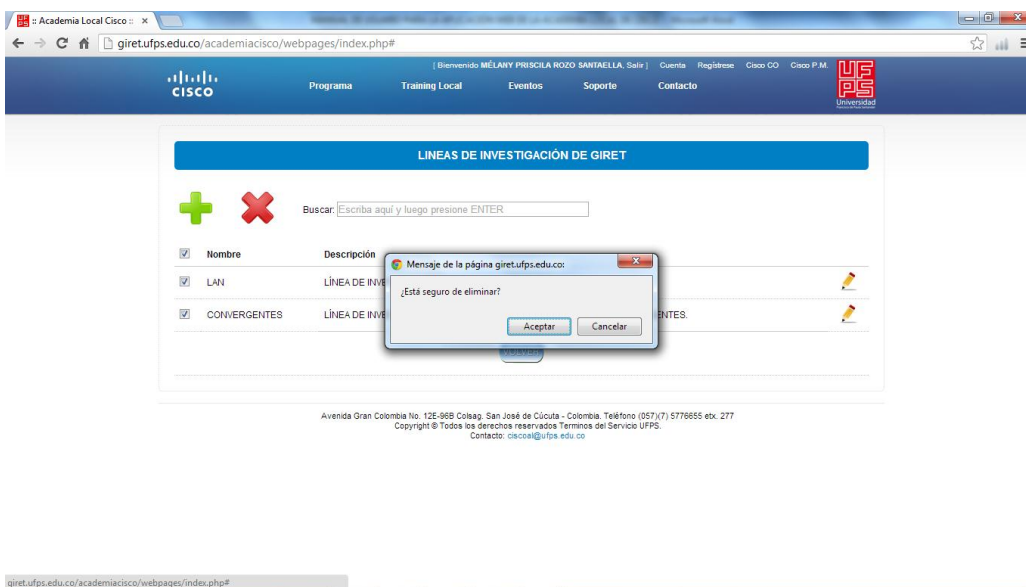 :: Academia Local Cisco ::
giret.ufps.edu.co/academiacisco/webpages/index.php#
[ Bienvenido MÉLANY PRISCILA ROZO SANTAELLA, Salir ] Cuenta Regístrese Cisco CO Cisco P.M.
CISCO
Programa Training Local Eventos Soporte Contacto
UFPS
Universidad
LINEAS DE INVESTIGACIÓN DE GIRET
Buscar: Escriba aquí y luego presione ENTER
Nombre Descripción
LAN LÍNEA DE INVE
CONVERGENTES LÍNEA DE INVE ENTES.
Mensaje de la página giret.ufps.edu.co:
¿Está seguro de eliminar?
Aceptar Cancelar
VOLVER
Avenida Gran Colombia No. 12E-96B Colsag. San José de Cúcuta - Colombia. Teléfono (057)(7) 5776655 etx. 277
Copyright © Todos los derechos reservados Terminos del Servicio UFPS.
Contacto: ciscoal@ufps.edu.co
giret.ufps.edu.co/academiacisco/webpages/index.php#